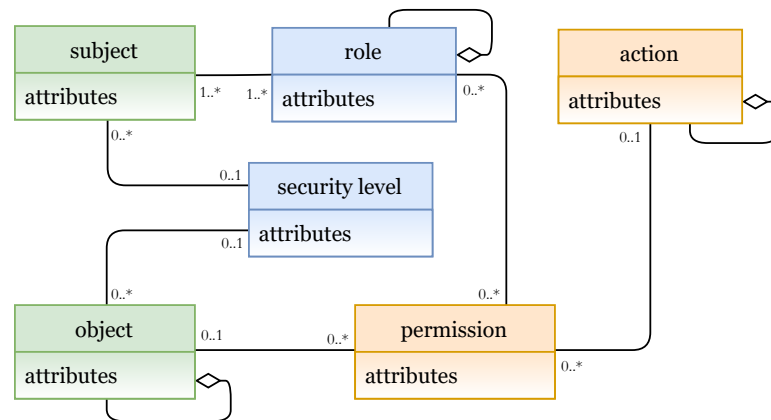 subject
attributes
role
attributes
action
attributes
1..*
1..*
0..*
0..*
0..1
0..1
security level
attributes
0..1
0..*
0..*
object
attributes
0..1
0..*
permission
attributes
0..*